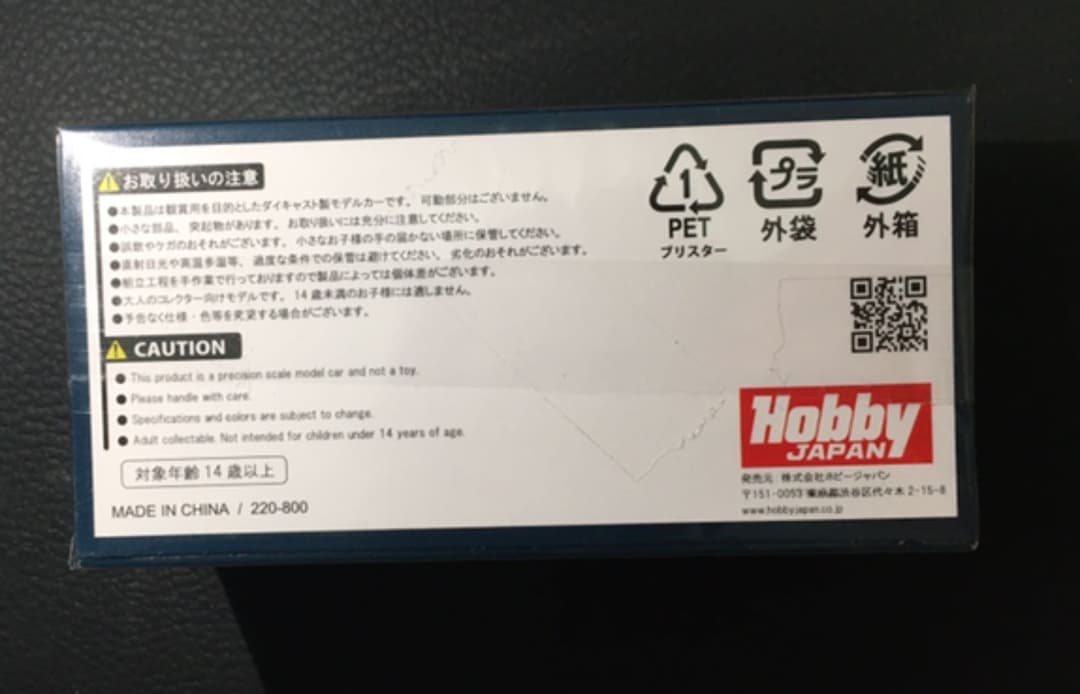 お取り扱いの注意
●本製品は観賞用を目的としたダイキャスト製モデルカーです。 可動部分はございません。
●小さな部品、突起物があります。 お取り扱いには充分に注意してください。
●誤飲やケガのおそれがございます。 小さなお子様の手の届かない場所に保管してください。
●直射日光や高温多湿等、過度な条件での保管は避けてください。 劣化のおそれがございます。
●組立工程を手作業で行っておりますので製品によっては個体差がございます。
●大人のコレクター向けモデルです。 14歳未満のお子様には適しません。
●予告なく仕様・色等を変更する場合がございます。
CAUTION
● This product is a precision scale model car and not a toy.
● Please handle with care.
● Specifications and colors are subject to change.
● Adult collectable. Not intended for children under 14 years of age.
対象年齢14歳以上
MADE IN CHINA / 220-800
1
PET
ブリスター
プラ
外袋
紙
外箱
Hobby
JAPAN
発売元：株式会社ホビージャパン
〒151-0053 東京都渋谷区代々木2-15-8
www.hobbyjapan.co.jp